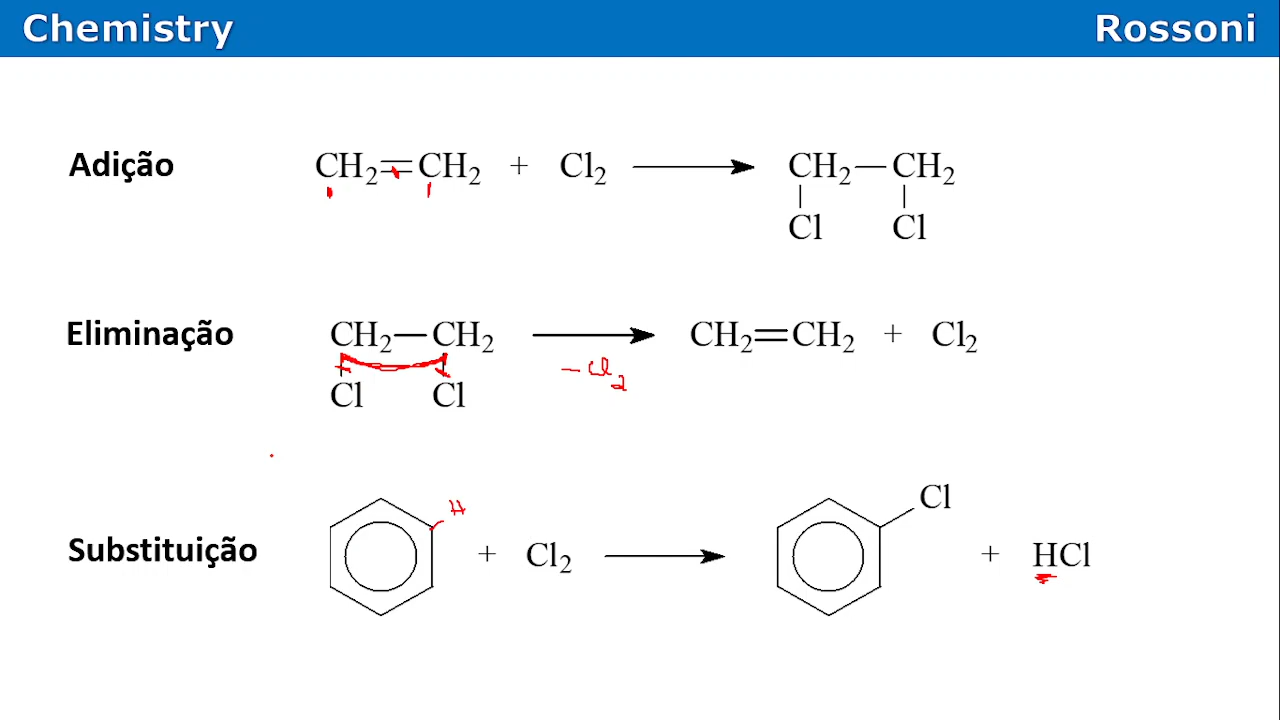 Chemistry Rossoni
Adição CH₂=CH₂ + Cl₂ → CH₂—CH₂
Cl Cl
Eliminação CH₂—CH₂ → CH₂=CH₂ + Cl₂
- Cl₂
Cl Cl
H Cl
Substituição + Cl₂ → + HCl